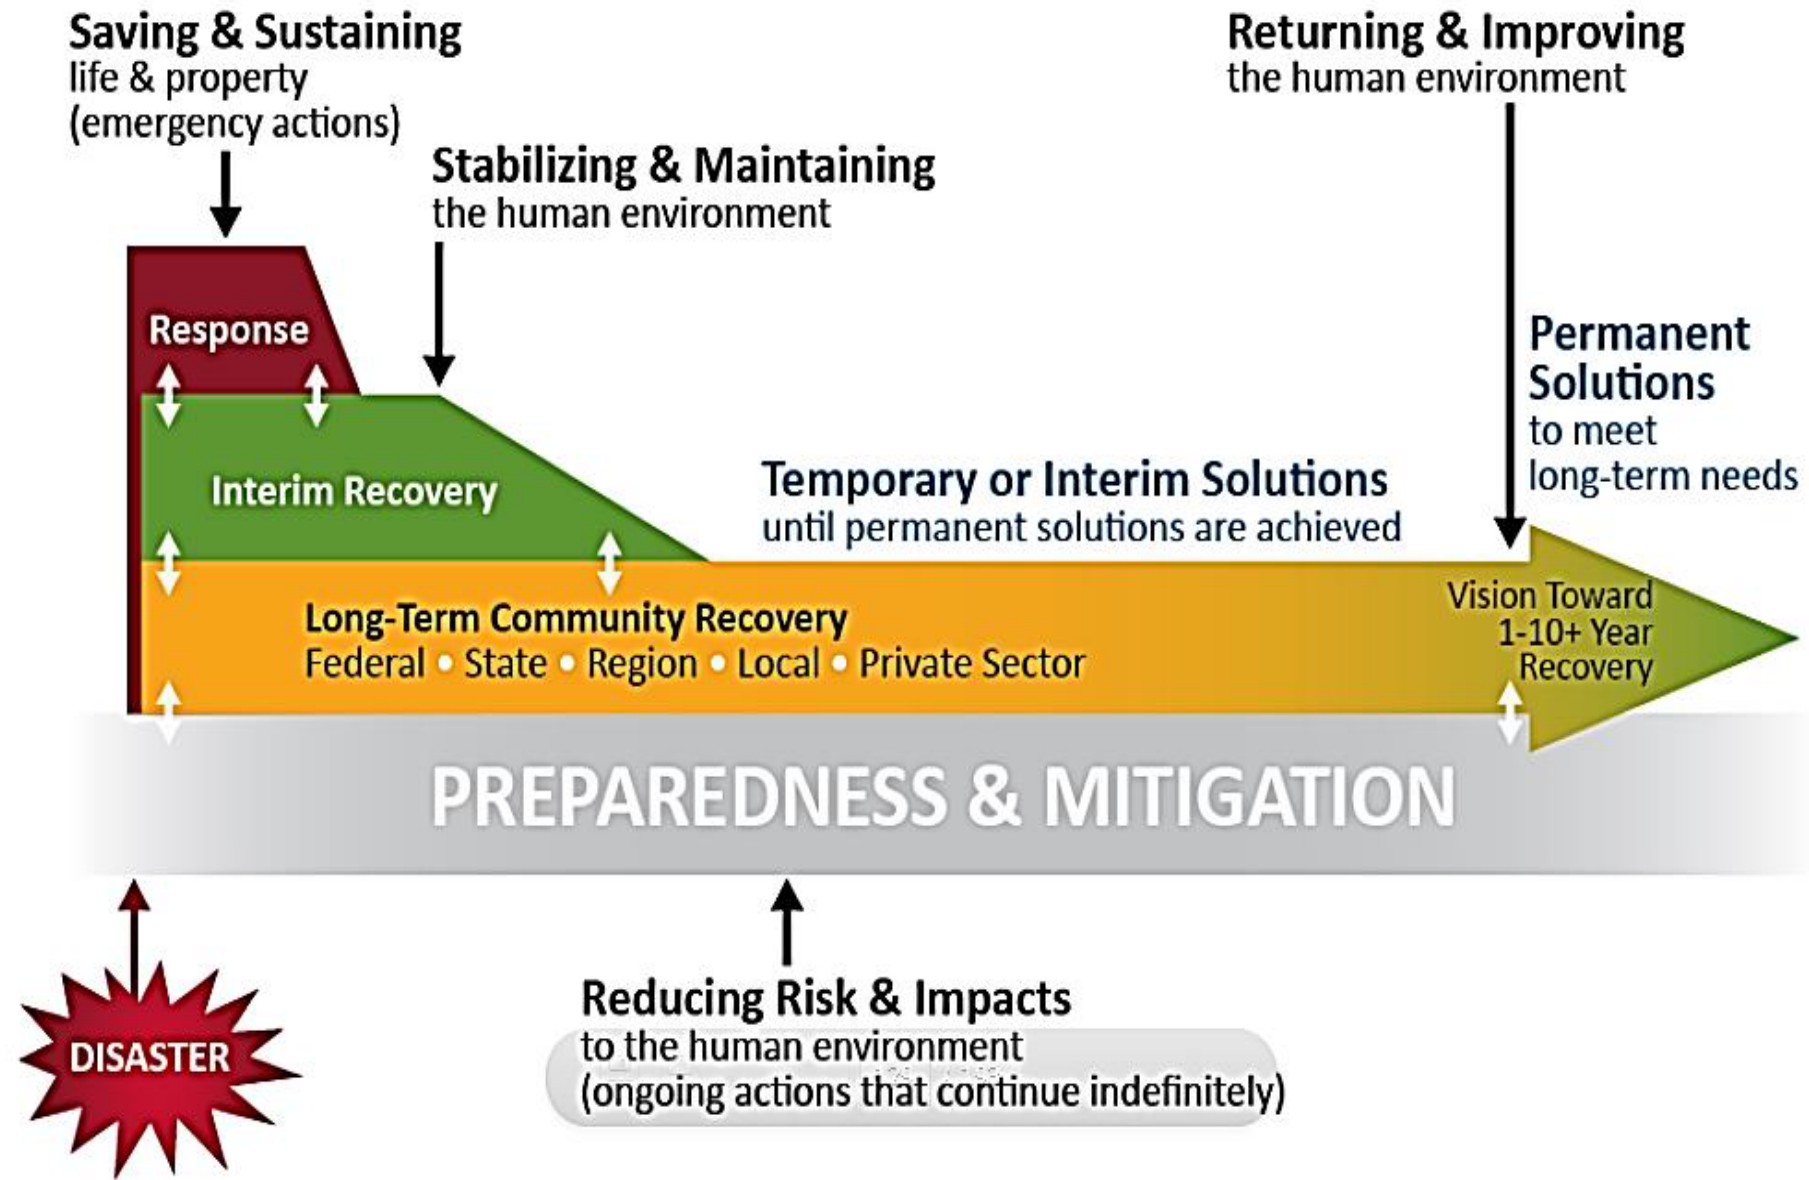 Saving & Sustaining
life & property
(emergency actions)
Returning & Improving
the human environment
Stabilizing & Maintaining
the human environment
Response
Permanent
Solutions
to meet
long-term needs
Interim Recovery
Temporary or Interim Solutions
until permanent solutions are achieved
Vision Toward
1-10+ Year
Recovery
Long-Term Community Recovery
Federal • State • Region • Local • Private Sector
PREPAREDNESS & MITIGATION
DISASTER
Reducing Risk & Impacts
to the human environment
(ongoing actions that continue indefinitely)